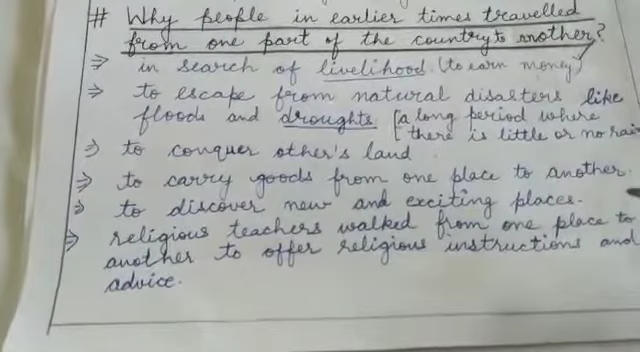 # Why people in earlier times travelled
from one part of the country to another?
⇒ in search of livelihood (to earn money)
⇒ to escape from natural disasters like
floods and droughts [a long period where
[there is little or no rain
⇒ to conquer other's land
⇒ to carry goods from one place to another.
⇒ to discover new and exciting places.
⇒ religious teachers walked from one place to
another to offer religious instructions and
advice.